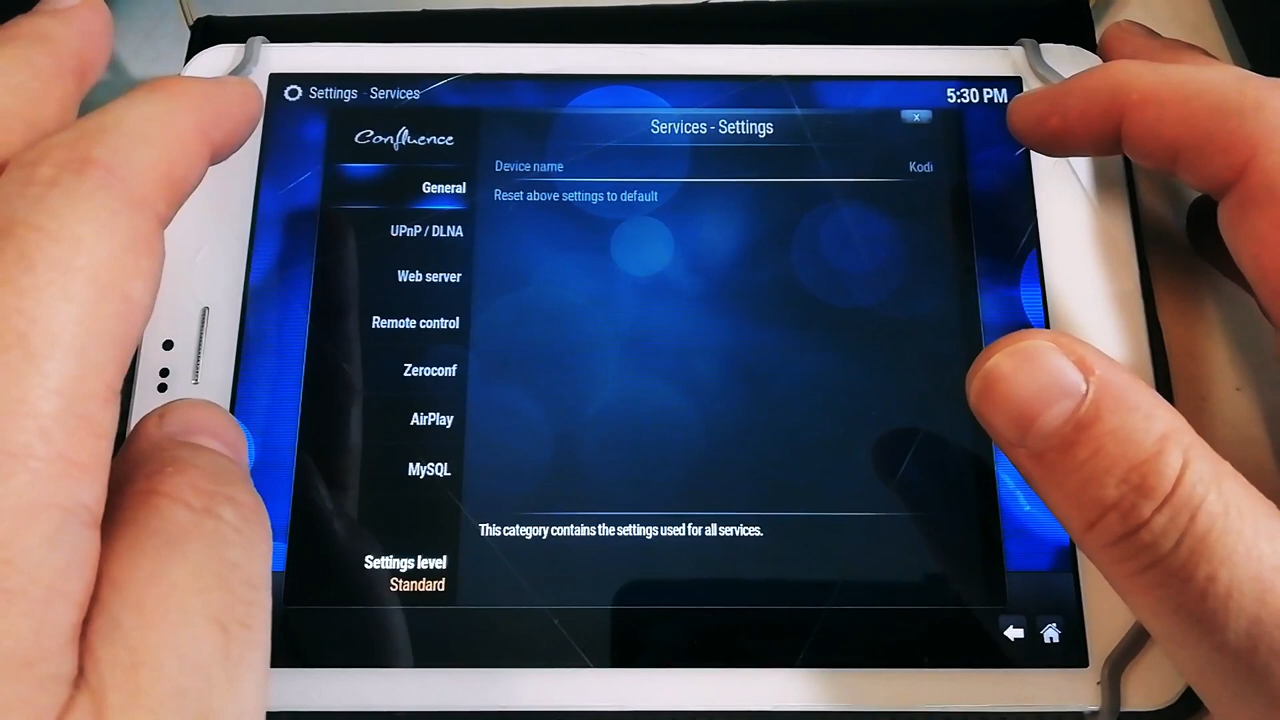 Settings - Services
5:30 PM
Confluence
Services - Settings
x
General
UPnP / DLNA
Web server
Remote control
Zeroconf
AirPlay
MySQL
Device name Kodi
Reset above settings to default
This category contains the settings used for all services.
Settings level
Standard